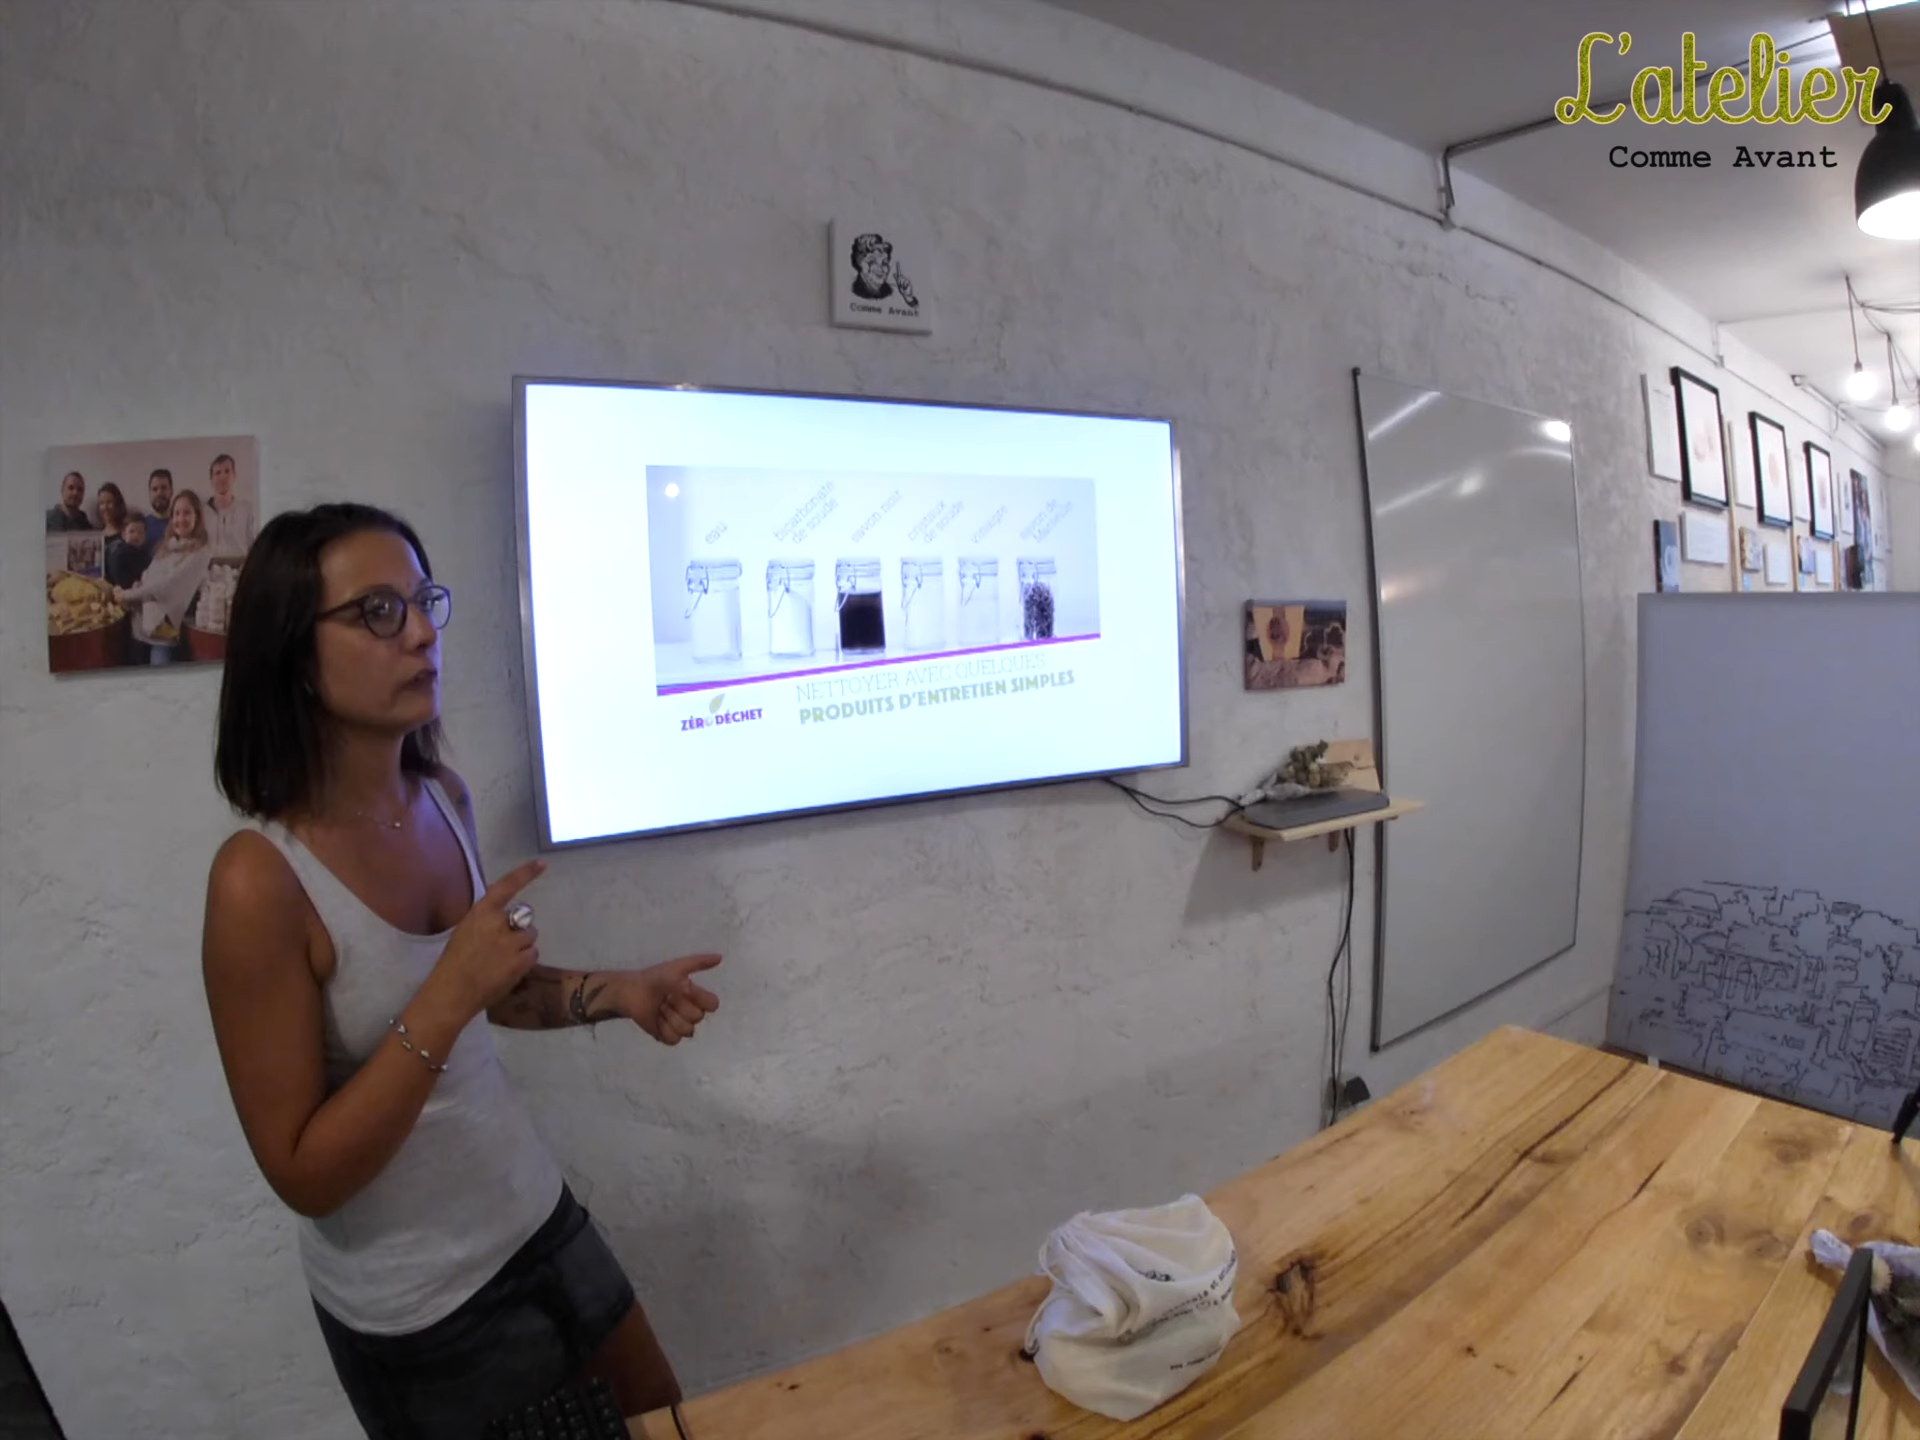 L'atelier
Comme Avant
Comme Avant
eau
bicarbonate
de soude
savon noir
cristaux
de soude
vinaigre
savon de
Marseille
NETTOYER AVEC QUELQUES
PRODUITS D'ENTRETIEN SIMPLES
ZÉRO DÉCHET